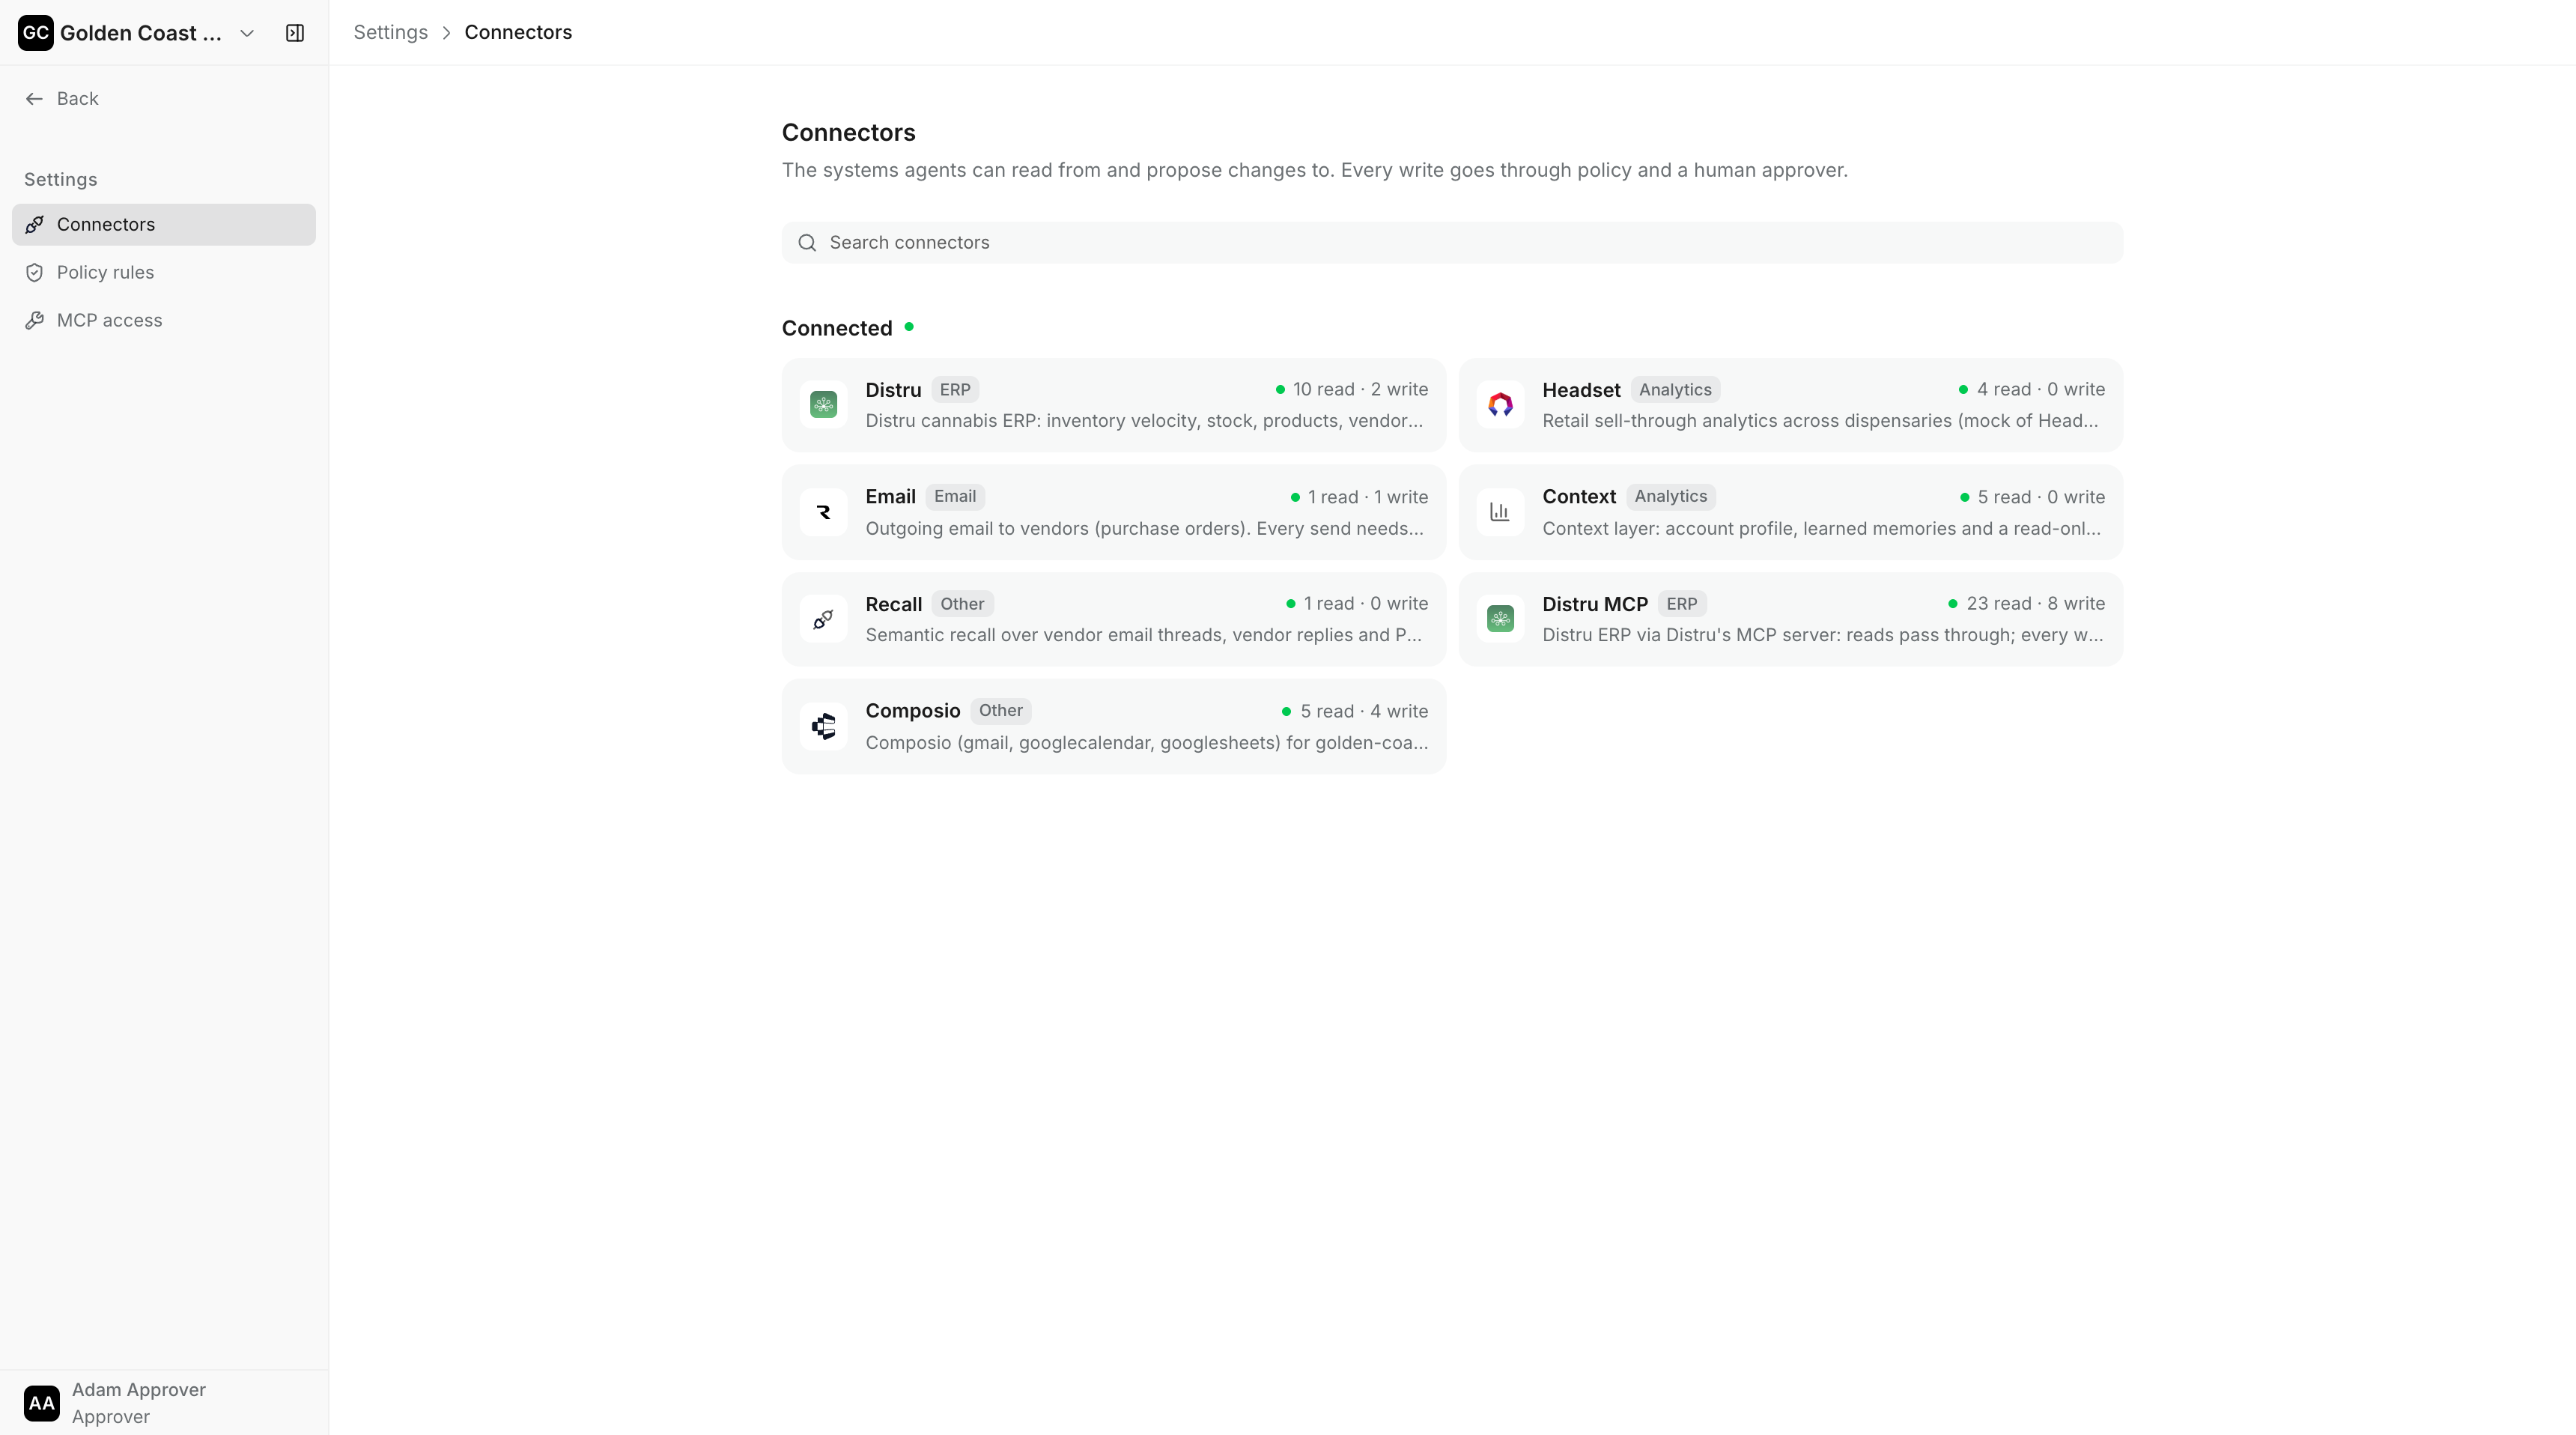 GC Golden Coast ...
Settings > Connectors
Back
Settings
Connectors
Policy rules
MCP access
Connectors
The systems agents can read from and propose changes to. Every write goes through policy and a human approver.
Search connectors
Connected
Distru ERP 10 read · 2 write
Distru cannabis ERP: inventory velocity, stock, products, vendor...
Headset Analytics 4 read · 0 write
Retail sell-through analytics across dispensaries (mock of Head...
Email Email 1 read · 1 write
Outgoing email to vendors (purchase orders). Every send needs...
Context Analytics 5 read · 0 write
Context layer: account profile, learned memories and a read-onl...
Recall Other 1 read · 0 write
Semantic recall over vendor email threads, vendor replies and P...
Distru MCP ERP 23 read · 8 write
Distru ERP via Distru's MCP server: reads pass through; every w...
Composio Other 5 read · 4 write
Composio (gmail, googlecalendar, googlesheets) for golden-coa...
AA Adam Approver
Approver